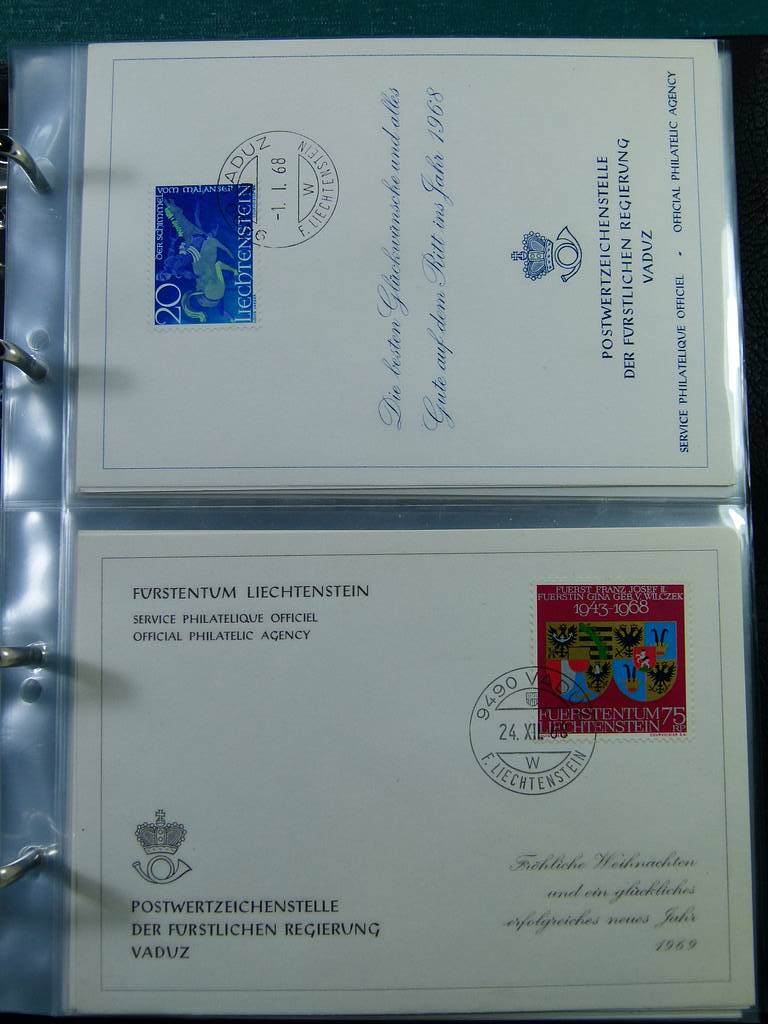 DER SCHIMMEL VOM MALANSER
20
LIECHTENSTEIN
VADUZ
-1. I. 68
W
F. LIECHTENSTEIN
Die besten Glückwünsche und alles
Gute auf dem Ritt ins Jahr 1968
POSTWERTZEICHENSTELLE
DER FÜRSTLICHEN REGIERUNG
VADUZ
SERVICE PHILATELIQUE OFFICIEL - OFFICIAL PHILATELIC AGENCY
FÜRSTENTUM LIECHTENSTEIN
SERVICE PHILATELIQUE OFFICIEL
OFFICIAL PHILATELIC AGENCY
FUERST FRANZ JOSEF II.
FUERSTIN GINA GEB. V. WILCZEK
1943-1968
FUERSTENTUM 75
LIECHTENSTEIN RP
9490 VADUZ
24. XII. 68
W
F. LIECHTENSTEIN
POSTWERTZEICHENSTELLE
DER FÜRSTLICHEN REGIERUNG
VADUZ
Fröhliche Weihnachten
und ein glückliches
erfolgreiches neues Jahr
1969